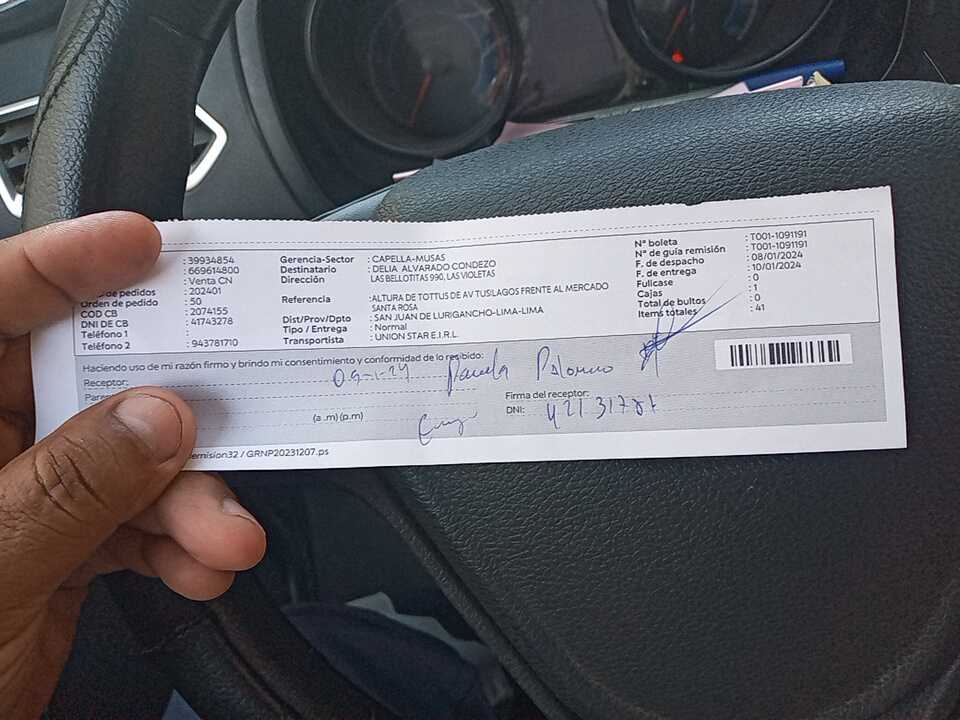 : 39934854
: 669614800
: Venta CN
de pedidos : 202401
Orden de pedido : 50
COD CB : 2074155
DNI DE CB : 41743278
Teléfono 1 :
Teléfono 2 : 943781710
Gerencia-Sector : CAPELLA-MUSAS
Destinatario : DELIA ALVARADO CONDEZO
Dirección : LAS BELLOTITAS 990, LAS VIOLETAS
Referencia : ALTURA DE TOTTUS DE AV TUSLAGOS FRENTE AL MERCADO
SANTA ROSA
Dist/Prov/Dpto : SAN JUAN DE LURIGANCHO-LIMA-LIMA
Tipo / Entrega : Normal
Transportista : UNION STAR E.I.R.L
N° boleta : T001-1091191
N° de guía remisión : T001-1091191
F. de despacho : 08/01/2024
F. de entrega : 10/01/2024
Fullcase : 0
Cajas : 1
Total de bultos : 0
Items tótales : 41
Haciendo uso de mi razón firmo y brindo mi consentimiento y conformidad de lo recibido:
Receptor: 09-1-24 Pamela Palomino
Firma del receptor:
(a.m)(p.m)
DNI:
emision32 / GRNP20231207.ps